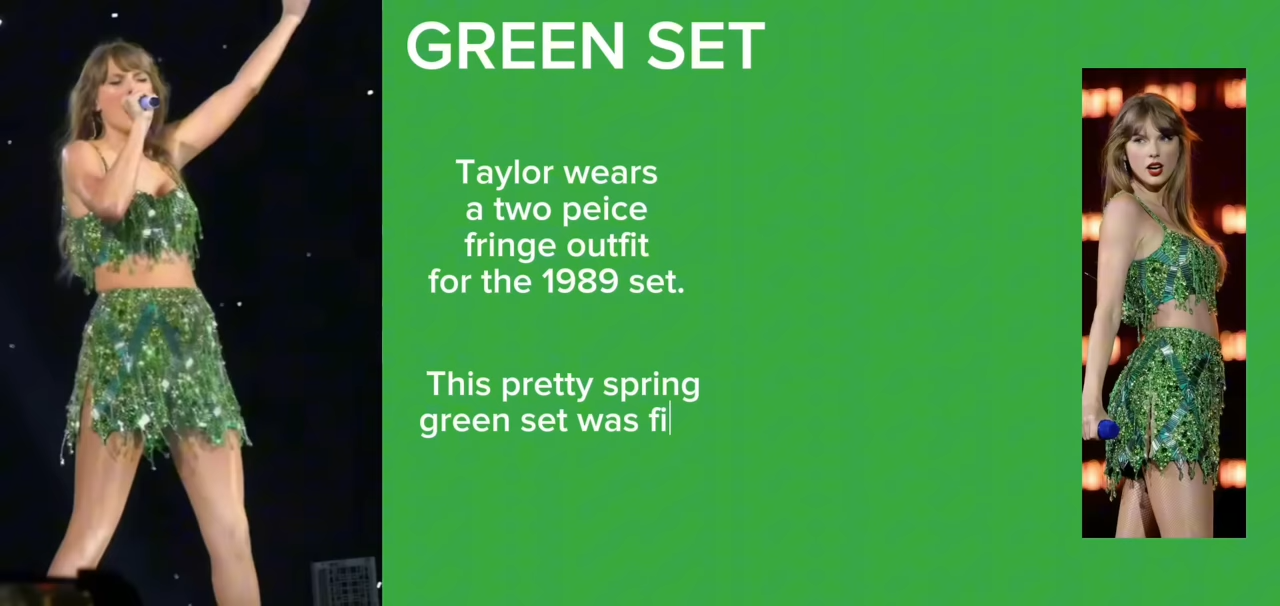 GREEN SET
Taylor wears
a two peice
fringe outfit
for the 1989 set.
This pretty spring
green set was fi